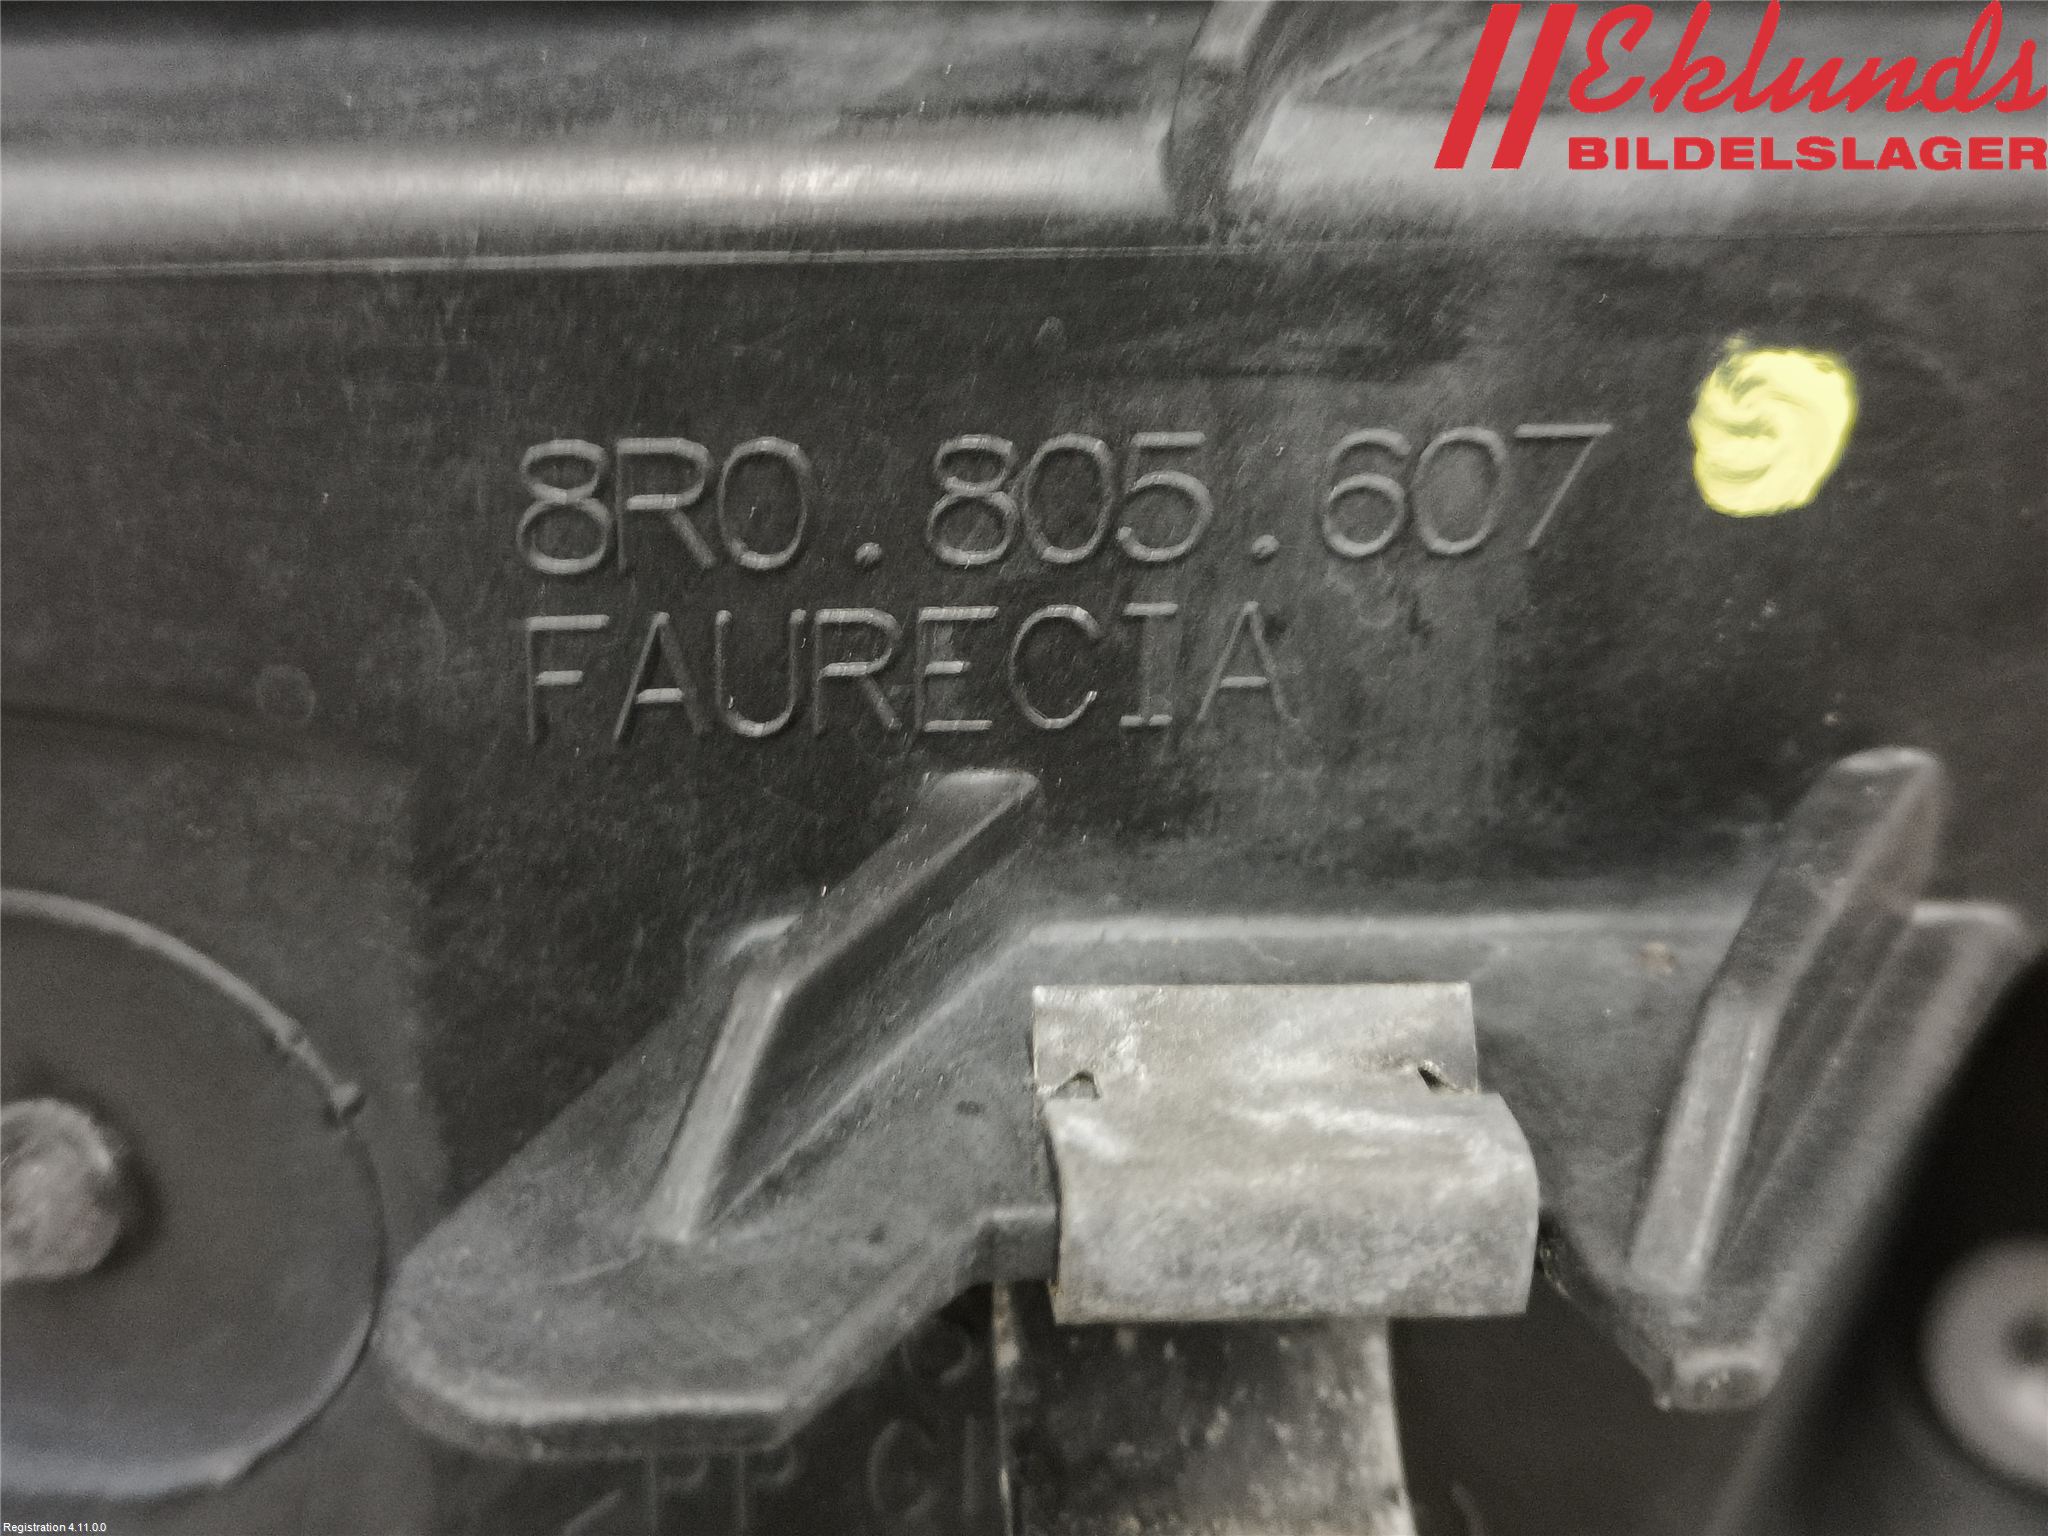 Eklunds
BILDELSLAGER
8R0.805.607
FAURECIA
Registration 4.11.0.0